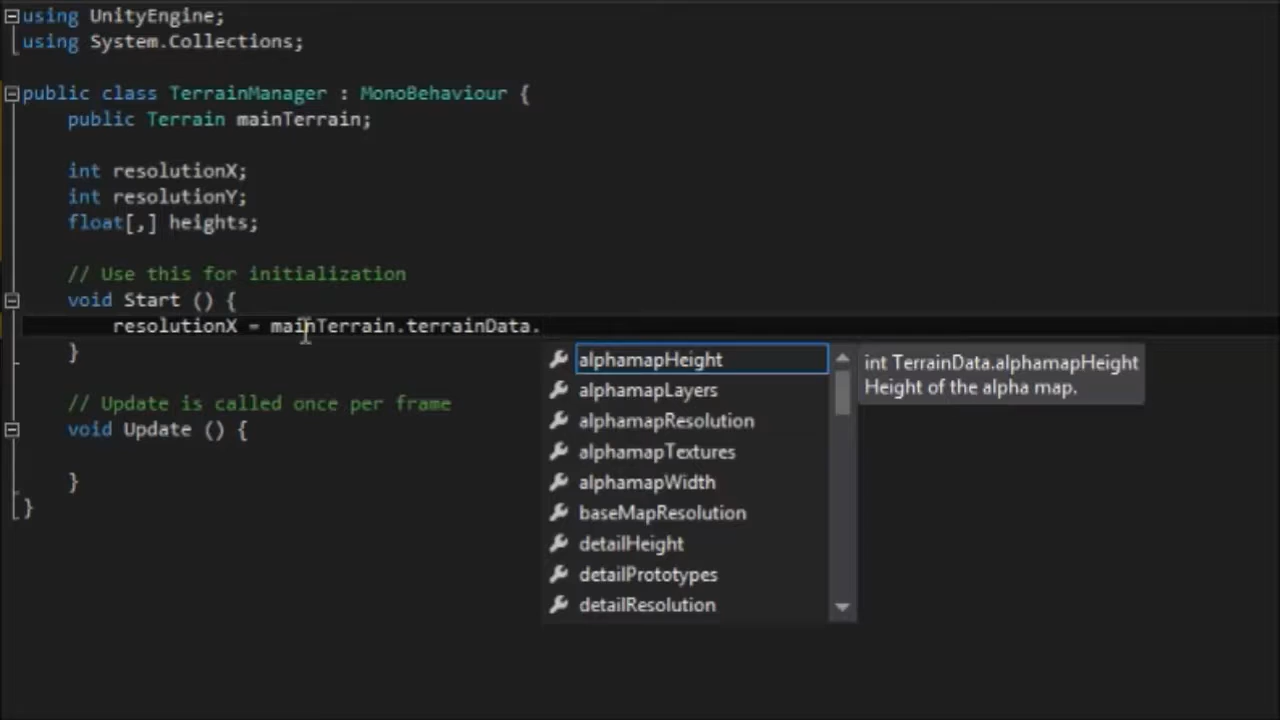 using UnityEngine;
using System.Collections;
public class TerrainManager : MonoBehaviour {
public Terrain mainTerrain;
int resolutionX;
int resolutionY;
float[,] heights;
// Use this for initialization
void Start () {
resolutionX = mainTerrain.terrainData.
}
// Update is called once per frame
void Update () {
}
}
alphamapHeight
alphamapLayers
alphamapResolution
alphamapTextures
alphamapWidth
baseMapResolution
detailHeight
detailPrototypes
detailResolution
int TerrainData.alphamapHeight
Height of the alpha map.